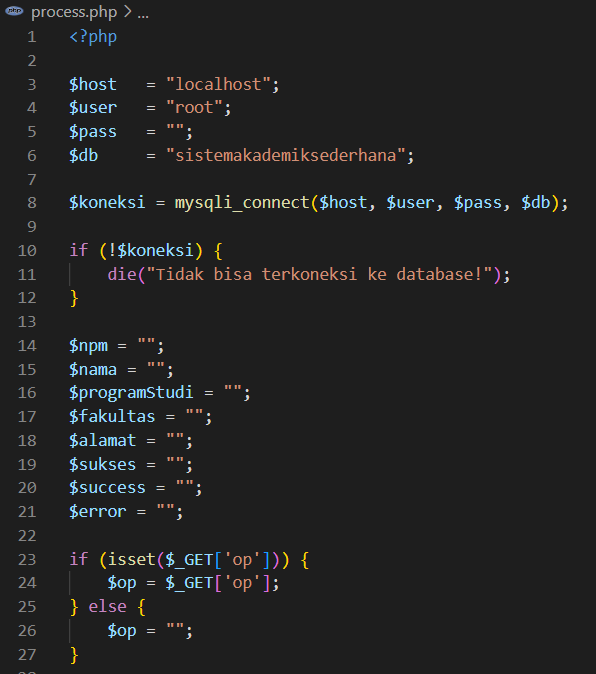 php process.php > ...
1 <?php
2
3 $host   = "localhost";
4 $user   = "root";
5 $pass   = "";
6 $db     = "sistemakademiksederhana";
7
8 $koneksi = mysqli_connect($host, $user, $pass, $db);
9
10 if (!$koneksi) {
11     die("Tidak bisa terkoneksi ke database!");
12 }
13
14 $npm = "";
15 $nama = "";
16 $programStudi = "";
17 $fakultas = "";
18 $alamat = "";
19 $sukses = "";
20 $success = "";
21 $error = "";
22
23 if (isset($_GET['op'])) {
24     $op = $_GET['op'];
25 } else {
26     $op = "";
27 }